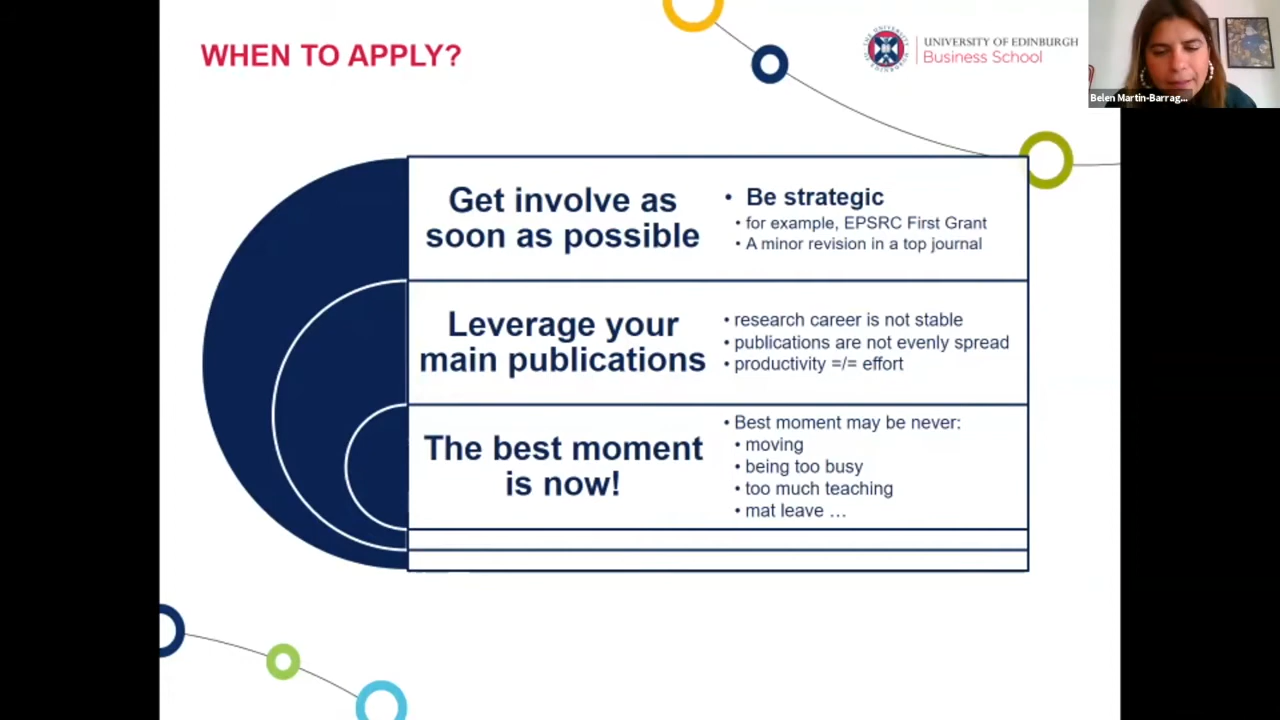 WHEN TO APPLY?
UNIVERSITY OF EDINBURGH
Business School
Belen Martin-Barrag...
Get involve as
soon as possible
• Be strategic
• for example, EPSRC First Grant
• A minor revision in a top journal
Leverage your
main publications
• research career is not stable
• publications are not evenly spread
• productivity =/= effort
The best moment
is now!
• Best moment may be never:
• moving
• being too busy
• too much teaching
• mat leave …